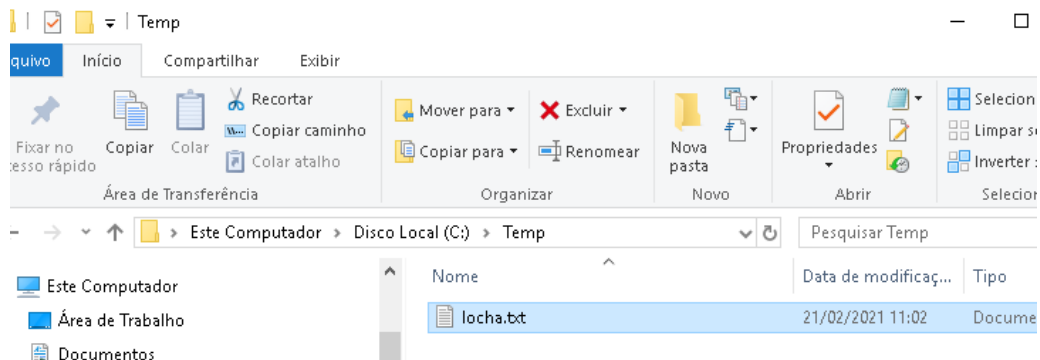 Temp
quivo Início Compartilhar Exibir
Fixar no
cesso rápido
Copiar
Colar
Recortar
Copiar caminho
Colar atalho
Área de Transferência
Mover para
Copiar para
Excluir
Renomear
Organizar
Nova
pasta
Novo
Propriedades
Abrir
Selecion
Limpar se
Inverter
Selecion
Este Computador Disco Local (C:) Temp
Pesquisar Temp
Este Computador
Área de Trabalho
Documentos
Nome Data de modificaç... Tipo
locha.txt 21/02/2021 11:02 Docume